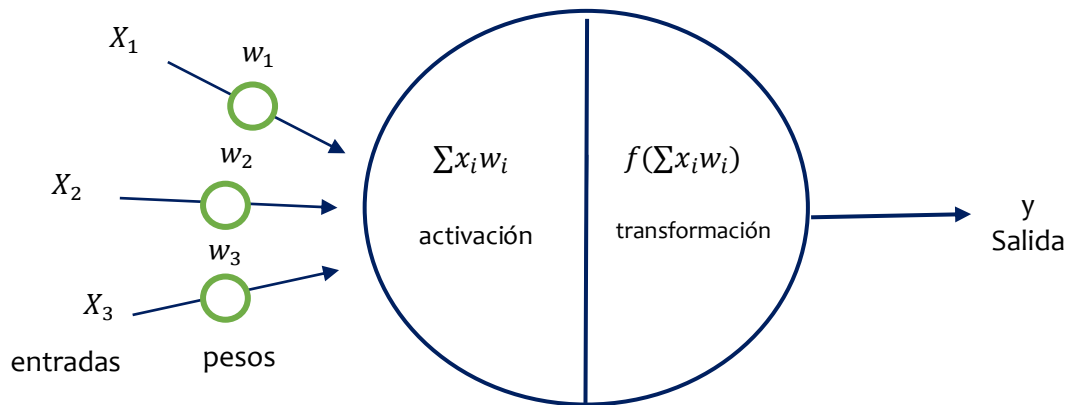 X₁
w₁
X₂
w₂
X₃
w₃
entradas
pesos
∑xᵢwᵢ
activación
f(∑xᵢwᵢ)
transformación
y
Salida